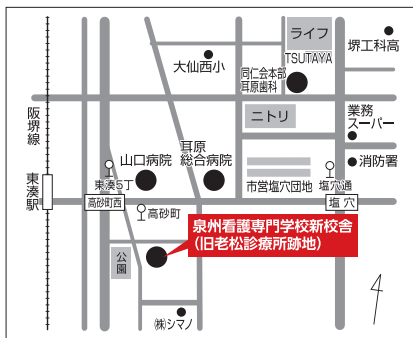 ライフ
TSUTAYA
堺工科高
大仙西小
同仁会本部
耳原歯科
ニトリ
業務
スーパー
阪堺線
消防署
山口病院
耳原
総合病院
東湊5丁
市営塩穴団地
塩穴通
東湊駅
高砂町西
塩穴
高砂町
泉州看護専門学校新校舎
(旧老松診療所跡地)
公園
㈱シマノ